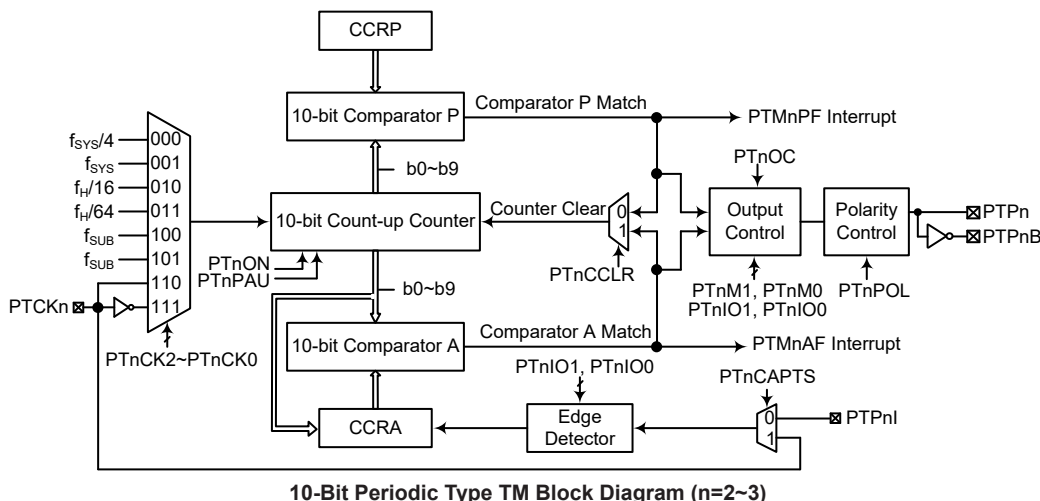 CCRP
10-bit Comparator P
Comparator P Match
PTMnPF Interrupt
b0~b9
fSYS/4
000
fSYS
001
fH/16
010
fH/64
011
fSUB
100
fSUB
101
110
111
PTCKn
PTnCK2~PTnCK0
10-bit Count-up Counter
PTnON
PTnPAU
Counter Clear
0
1
PTnCCLR
PTnOC
Output
Control
PTnM1, PTnM0
PTnIO1, PTnIO0
Polarity
Control
PTnPOL
PTPn
PTPnB
b0~b9
10-bit Comparator A
Comparator A Match
PTMnAF Interrupt
PTnIO1, PTnIO0
PTnCAPTS
CCRA
Edge
Detector
0
1
PTPnI
10-Bit Periodic Type TM Block Diagram (n=2~3)